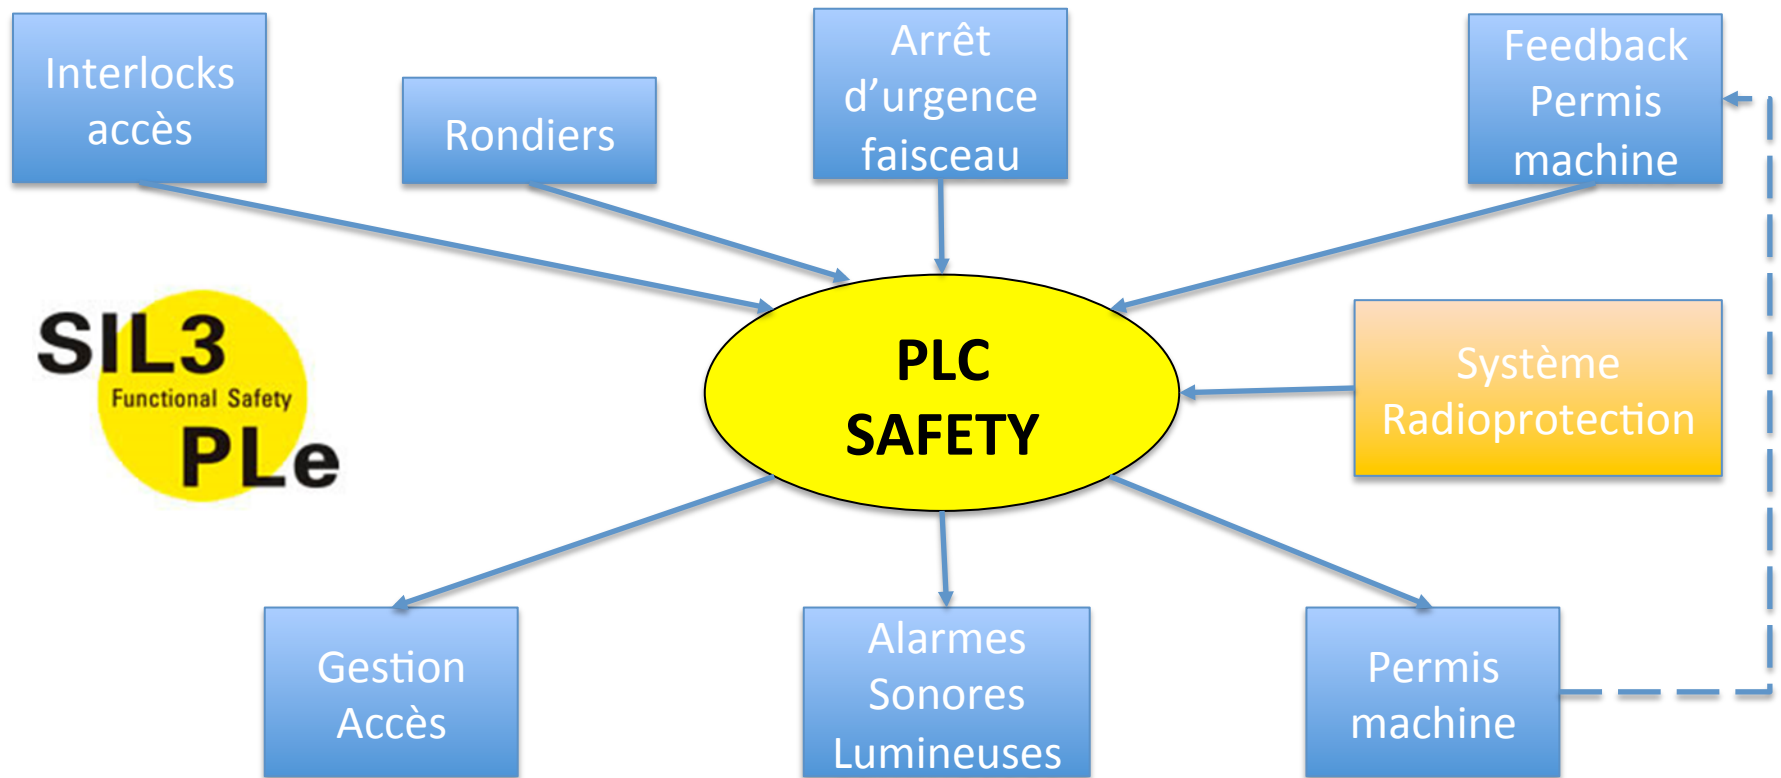 Interlocks
accès
Rondiers
Arrêt
d’urgence
faisceau
Feedback
Permis
machine
SIL3
Functional Safety
PLe
PLC
SAFETY
Système
Radioprotection
Gestion
Accès
Alarmes
Sonores
Lumineuses
Permis
machine